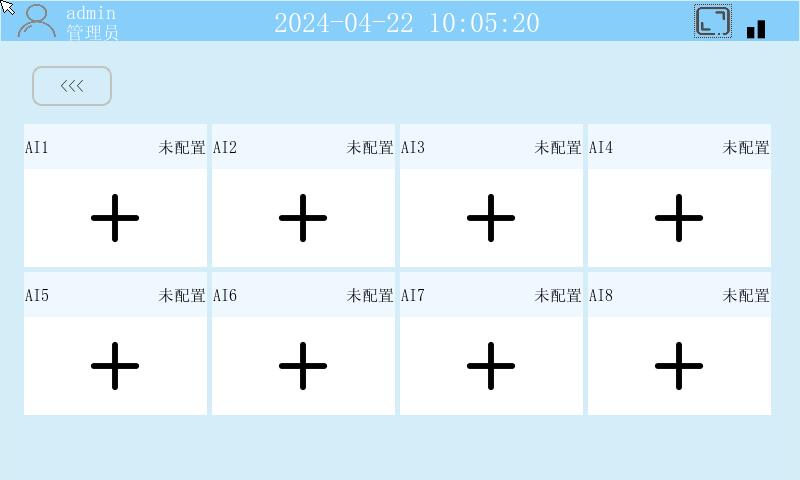 admin
管理员
2024-04-22 10:05:20
<<<
AI1 未配置 AI2 未配置 AI3 未配置 AI4 未配置
AI5 未配置 AI6 未配置 AI7 未配置 AI8 未配置